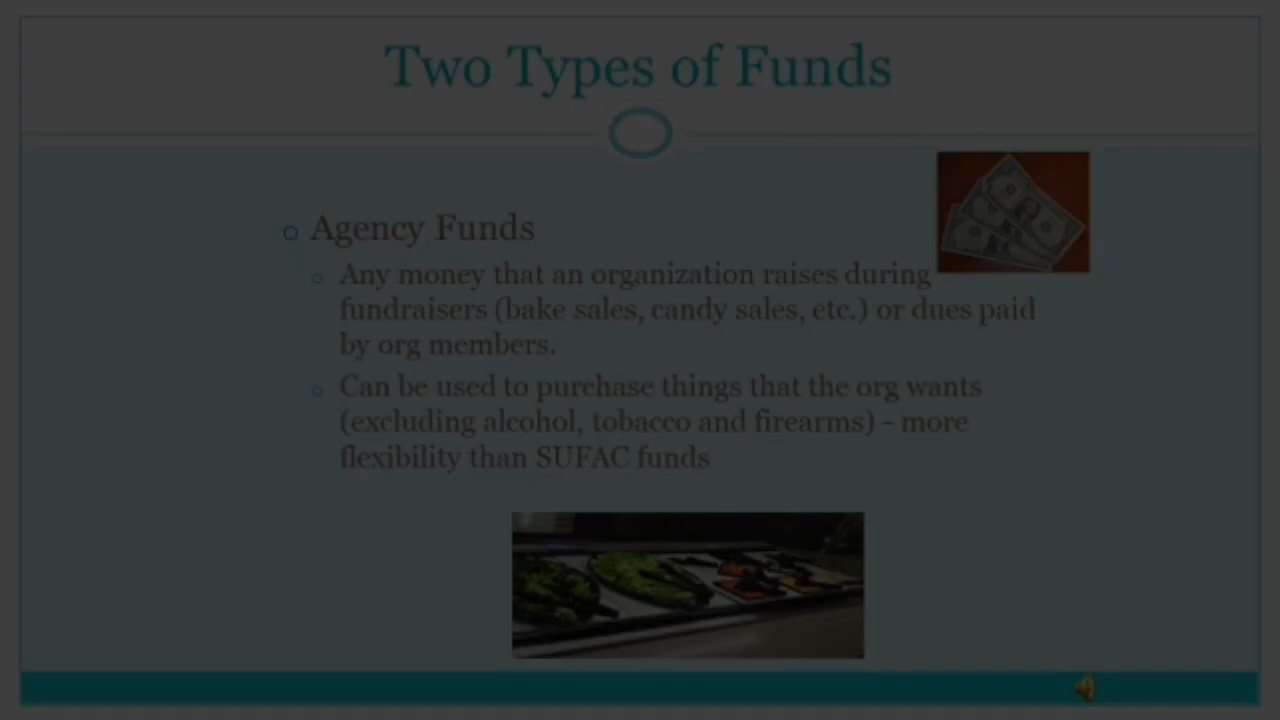 Two Types of Funds
Agency Funds
Any money that an organization raises during
fundraisers (bake sales, candy sales, etc.) or dues paid
by org members.
Can be used to purchase things that the org wants
(excluding alcohol, tobacco and firearms) - more
flexibility than SUFAC funds